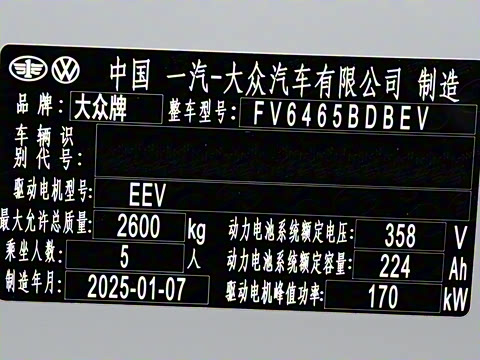 中国 一汽-大众汽车有限公司 制造
品牌: 大众牌 整车型号: FV6465BDBEV
车辆识别代号:
驱动电机型号: EEV
最大允许总质量: 2600 kg 动力电池系统额定电压: 358 V
乘坐人数: 5 人 动力电池系统额定容量: 224 Ah
制造年月: 2025-01-07 驱动电机峰值功率: 170 kW